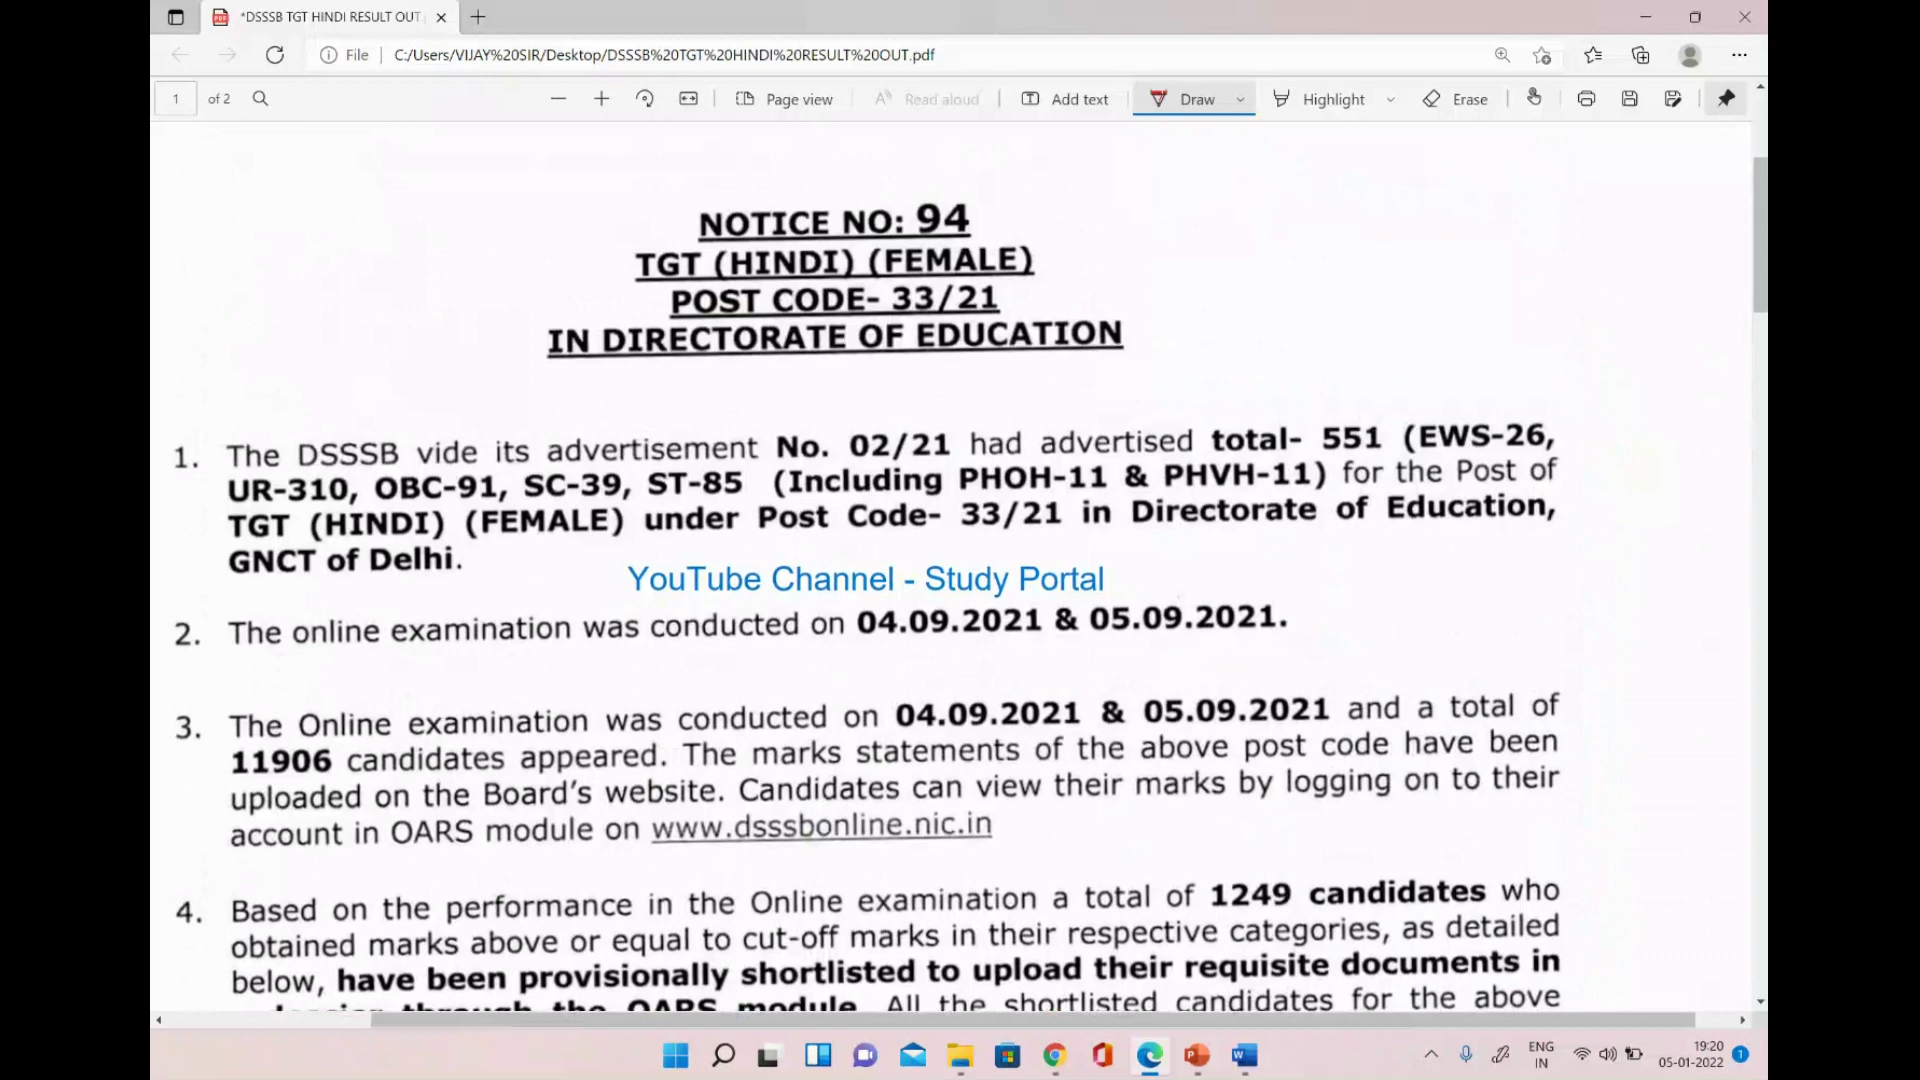 *DSSSB TGT HINDI RESULT OUT
File
C:/Users/VIJAY%20SIR/Desktop/DSSSB%20TGT%20HINDI%20RESULT%20OUT.pdf
1 of 2
Page view
Read aloud
Add text
Draw
Highlight
Erase
NOTICE NO: 94
TGT (HINDI) (FEMALE)
POST CODE- 33/21
IN DIRECTORATE OF EDUCATION
1. The DSSSB vide its advertisement No. 02/21 had advertised total- 551 (EWS-26,
UR-310, OBC-91, SC-39, ST-85 (Including PHOH-11 & PHVH-11) for the Post of
TGT (HINDI) (FEMALE) under Post Code- 33/21 in Directorate of Education,
GNCT of Delhi.
YouTube Channel - Study Portal
2. The online examination was conducted on 04.09.2021 & 05.09.2021.
3. The Online examination was conducted on 04.09.2021 & 05.09.2021 and a total of
11906 candidates appeared. The marks statements of the above post code have been
uploaded on the Board's website. Candidates can view their marks by logging on to their
account in OARS module on www.dsssbonline.nic.in
4. Based on the performance in the Online examination a total of 1249 candidates who
obtained marks above or equal to cut-off marks in their respective categories, as detailed
below, have been provisionally shortlisted to upload their requisite documents in
e-dossier through the OARS module. All the shortlisted candidates for the above
ENG
IN
19:20
05-01-2022
1